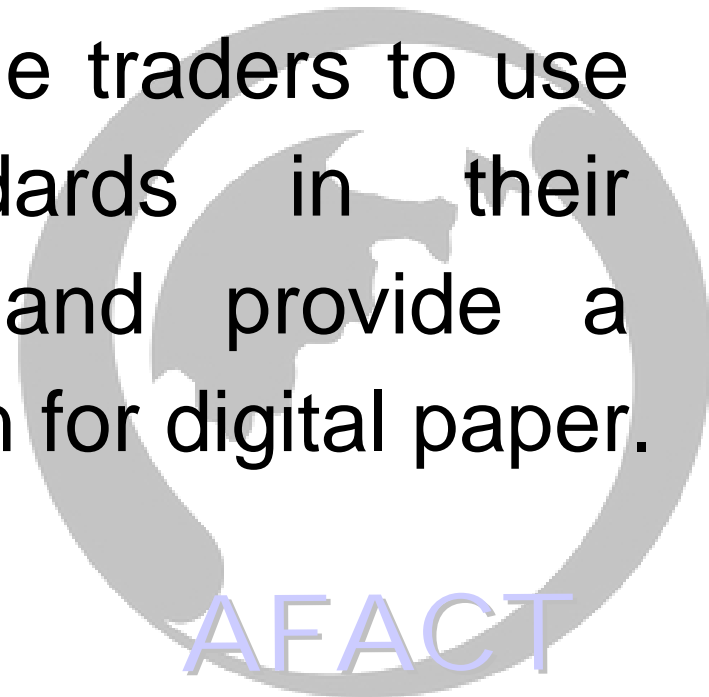 e traders to use
dards in their
and provide a
n for digital paper.
AFACT